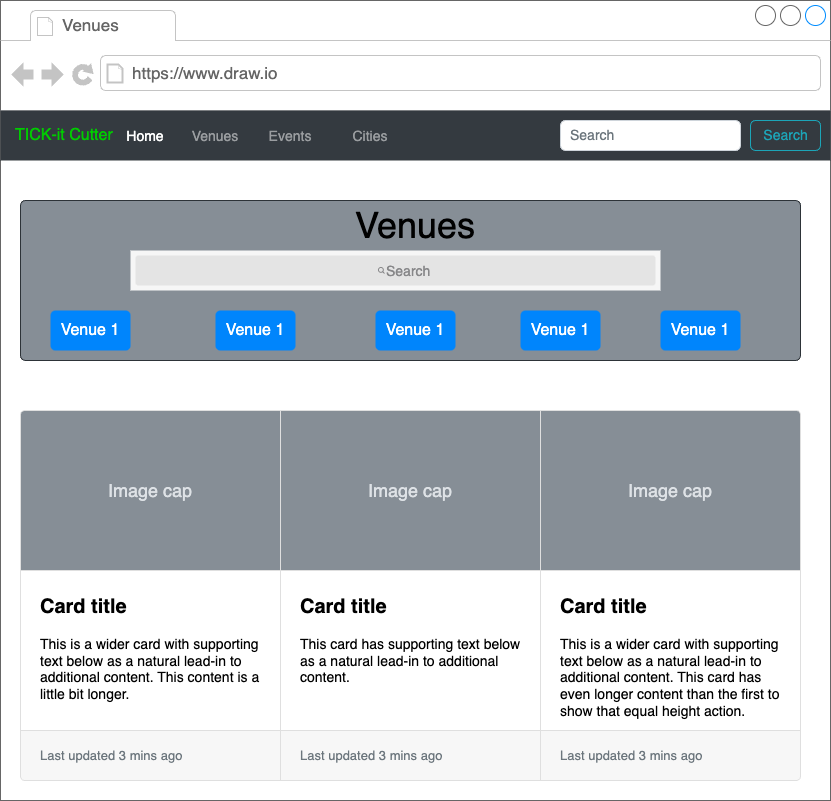 Venues
https://www.draw.io
TICK-it Cutter Home Venues Events Cities Search Search
Venues
Search
Venue 1 Venue 1 Venue 1 Venue 1 Venue 1
Image cap Image cap Image cap
Card title
This is a wider card with supporting
text below as a natural lead-in to
additional content. This content is a
little bit longer.
Last updated 3 mins ago
Card title
This card has supporting text below
as a natural lead-in to additional
content.
Last updated 3 mins ago
Card title
This is a wider card with supporting
text below as a natural lead-in to
additional content. This card has
even longer content than the first to
show that equal height action.
Last updated 3 mins ago